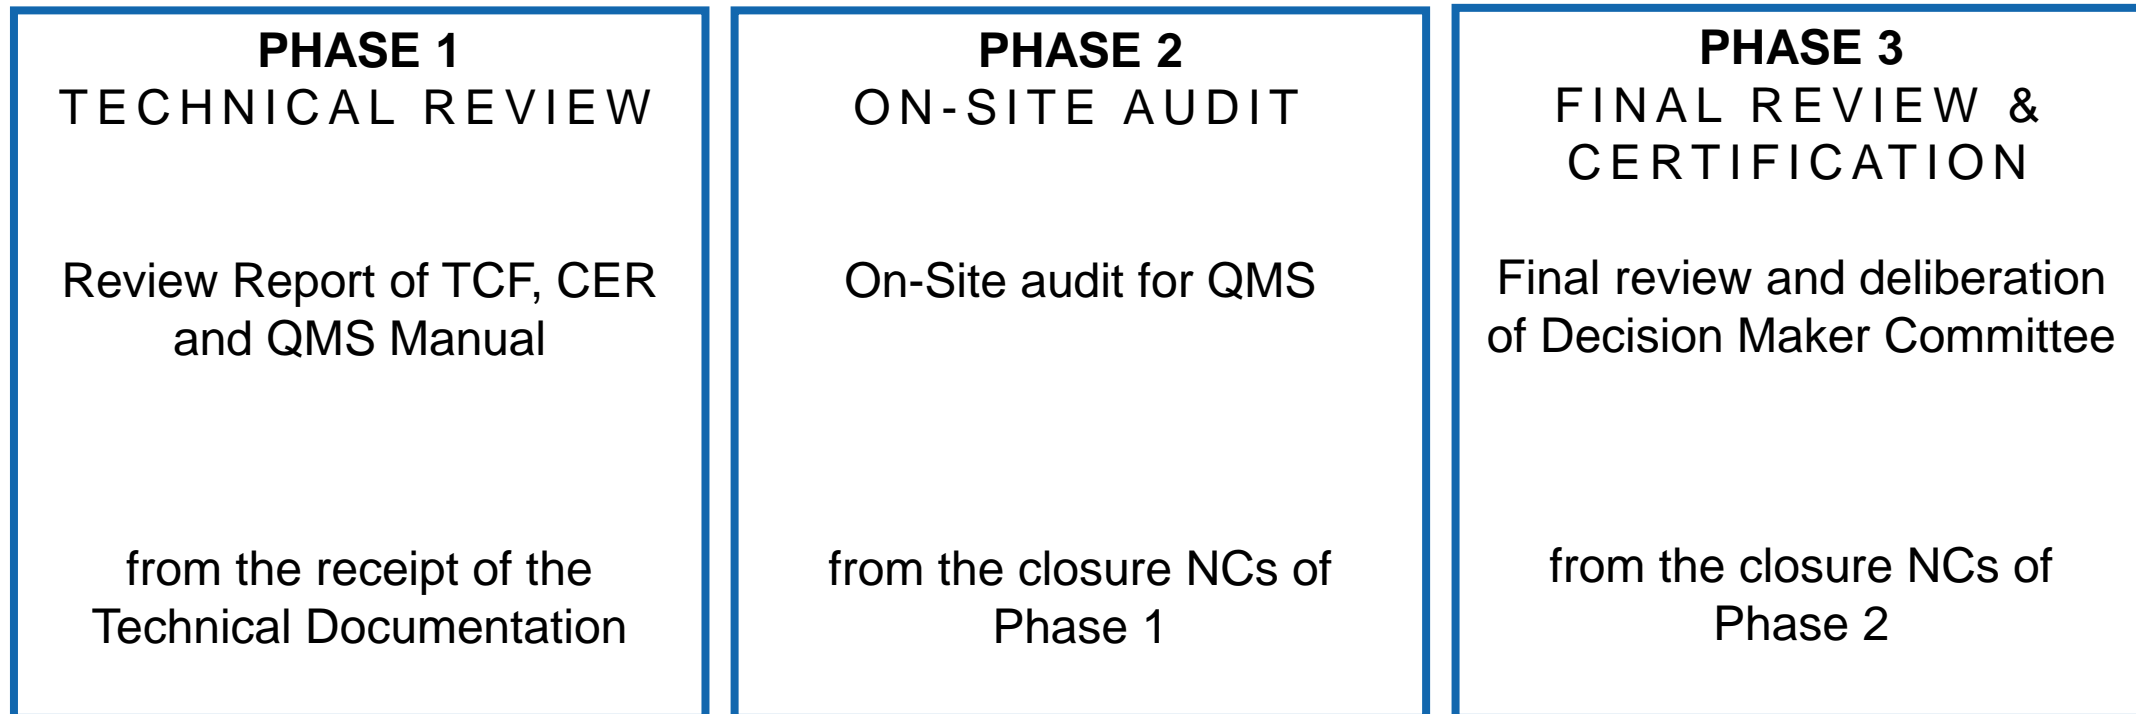 PHASE 1
TECHNICAL REVIEW
Review Report of TCF, CER
and QMS Manual
from the receipt of the
Technical Documentation
PHASE 2
ON-SITE AUDIT
On-Site audit for QMS
from the closure NCs of
Phase 1
PHASE 3
FINAL REVIEW &
CERTIFICATION
Final review and deliberation
of Decision Maker Committee
from the closure NCs of
Phase 2